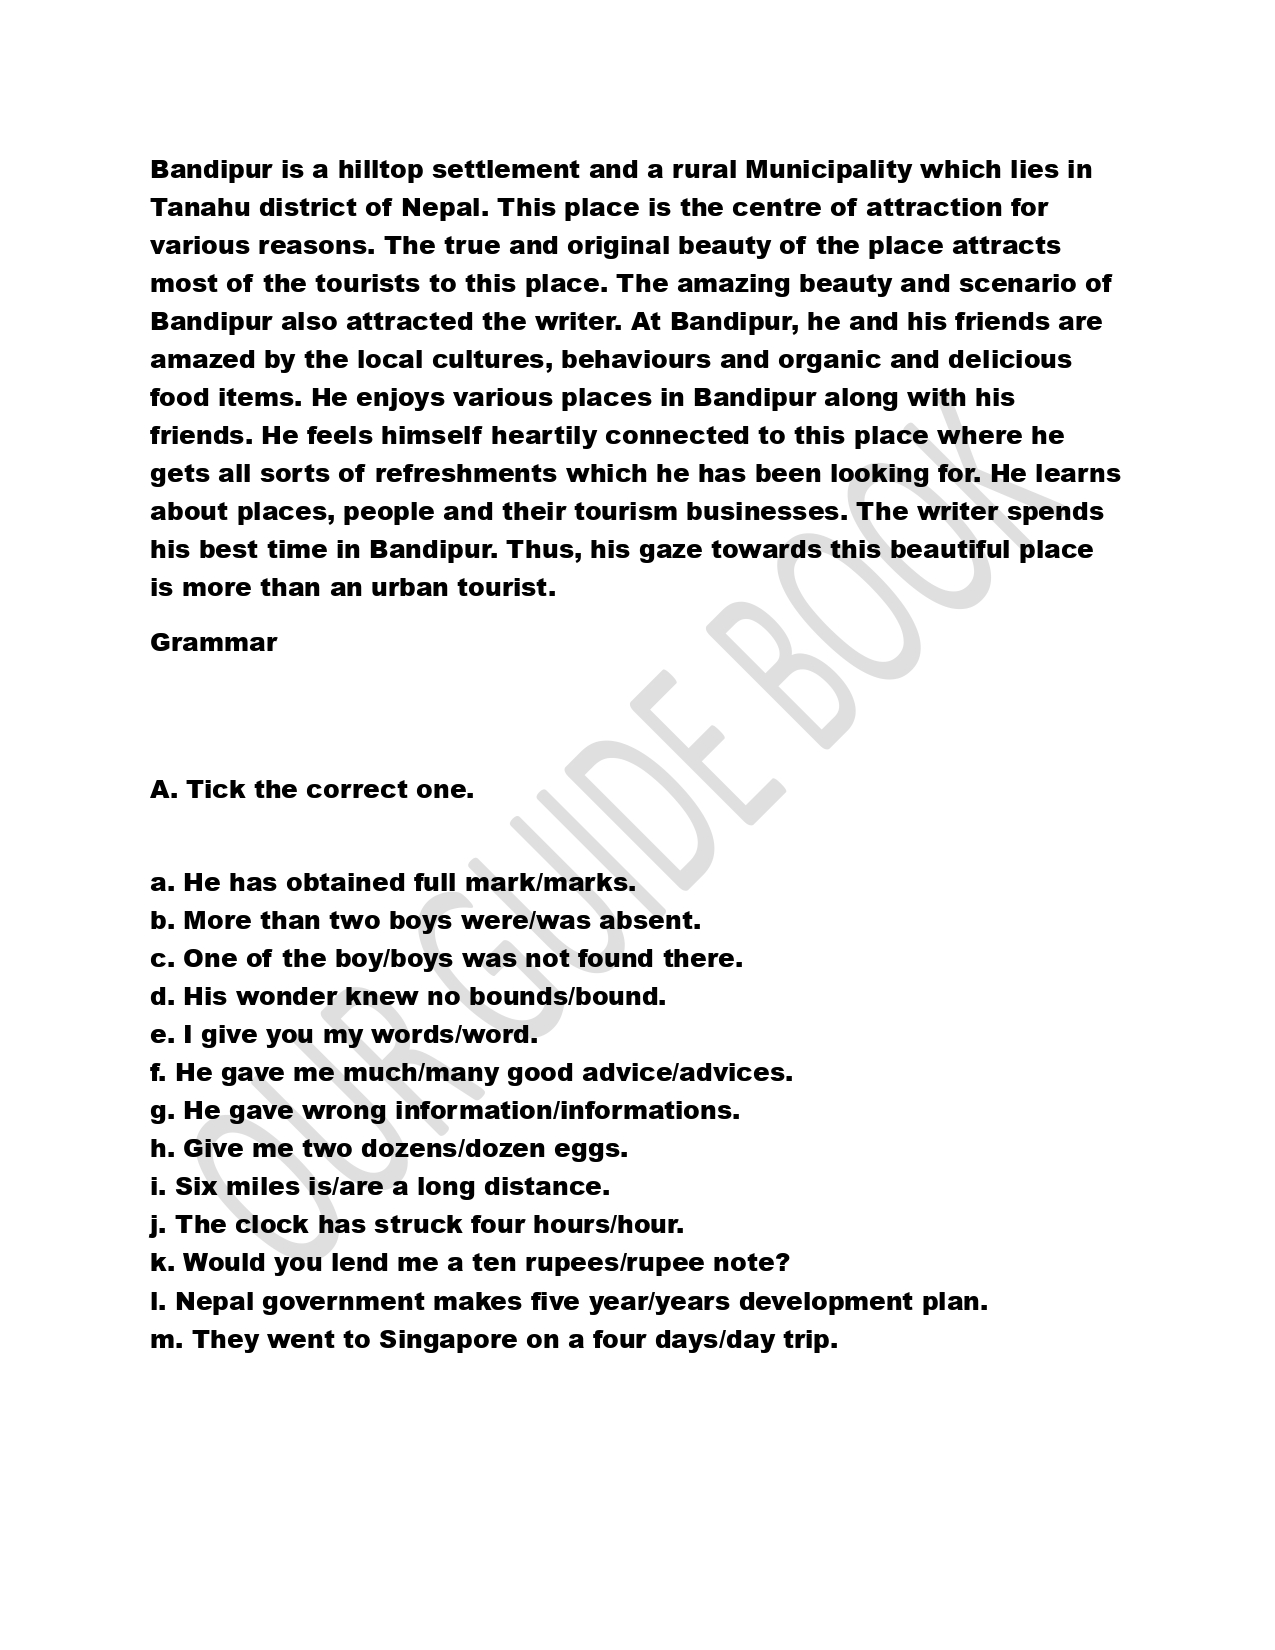 Bandipur is a hilltop settlement and a rural Municipality which lies in
Tanahu district of Nepal. This place is the centre of attraction for
various reasons. The true and original beauty of the place attracts
most of the tourists to this place. The amazing beauty and scenario of
Bandipur also attracted the writer. At Bandipur, he and his friends are
amazed by the local cultures, behaviours and organic and delicious
food items. He enjoys various places in Bandipur along with his
friends. He feels himself heartily connected to this place where he
gets all sorts of refreshments which he has been looking for. He learns
about places, people and their tourism businesses. The writer spends
his best time in Bandipur. Thus, his gaze towards this beautiful place
is more than an urban tourist.
Grammar
A. Tick the correct one.
a. He has obtained full mark/marks.
b. More than two boys were/was absent.
c. One of the boy/boys was not found there.
d. His wonder knew no bounds/bound.
e. I give you my words/word.
f. He gave me much/many good advice/advices.
g. He gave wrong information/informations.
h. Give me two dozens/dozen eggs.
i. Six miles is/are a long distance.
j. The clock has struck four hours/hour.
k. Would you lend me a ten rupees/rupee note?
l. Nepal government makes five year/years development plan.
m. They went to Singapore on a four days/day trip.
OUR GUIDE BOOK